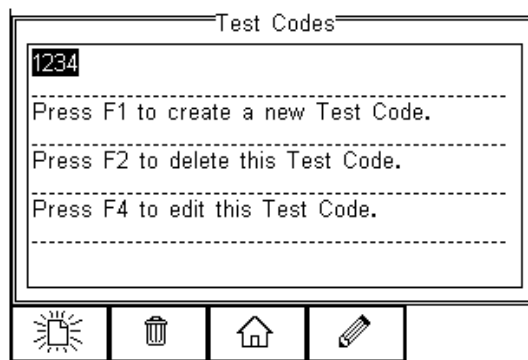 Test Codes
1234
Press F1 to create a new Test Code.
Press F2 to delete this Test Code.
Press F4 to edit this Test Code.